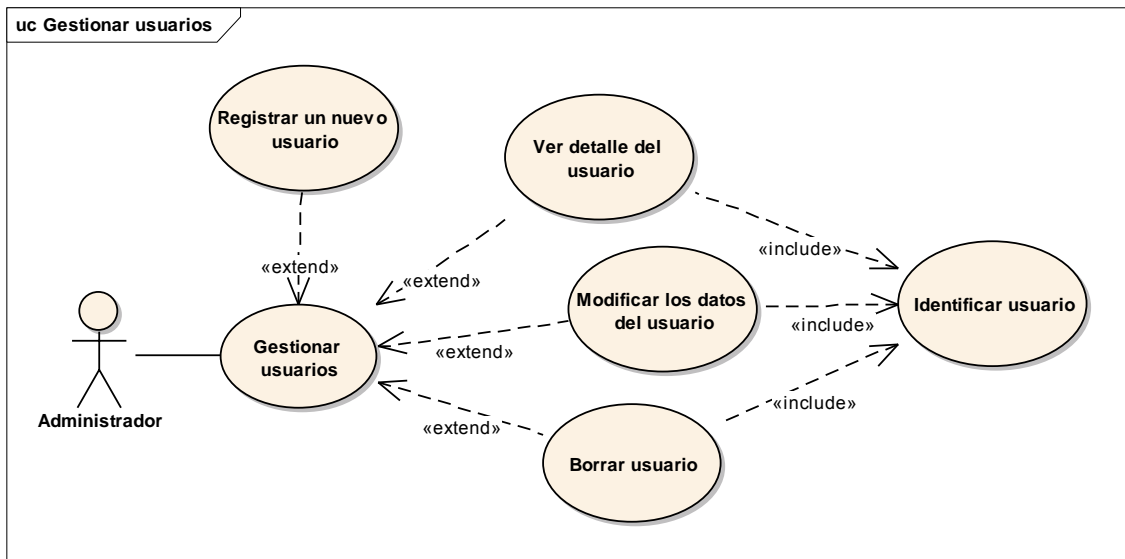 uc Gestionar usuarios
Registrar un nuevo
usuario
Ver detalle del
usuario
«include»
«extend»
«extend»
Modificar los datos
del usuario
Identificar usuario
«include»
Gestionar
usuarios
«extend»
Administrador
«include»
«extend»
Borrar usuario